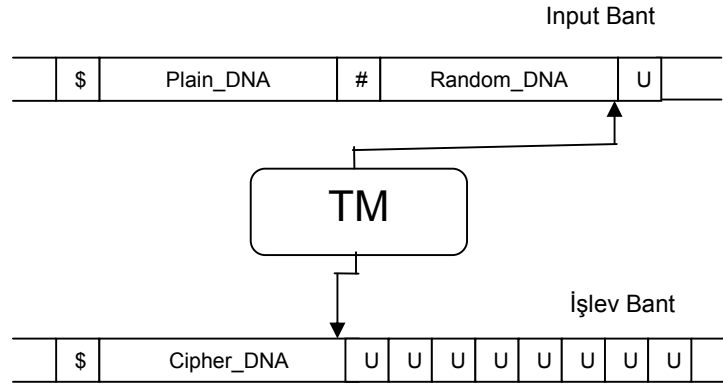 Input Bant
$ Plain_DNA # Random_DNA U
TM
İşlev Bant
$ Cipher_DNA U U U U U U U U